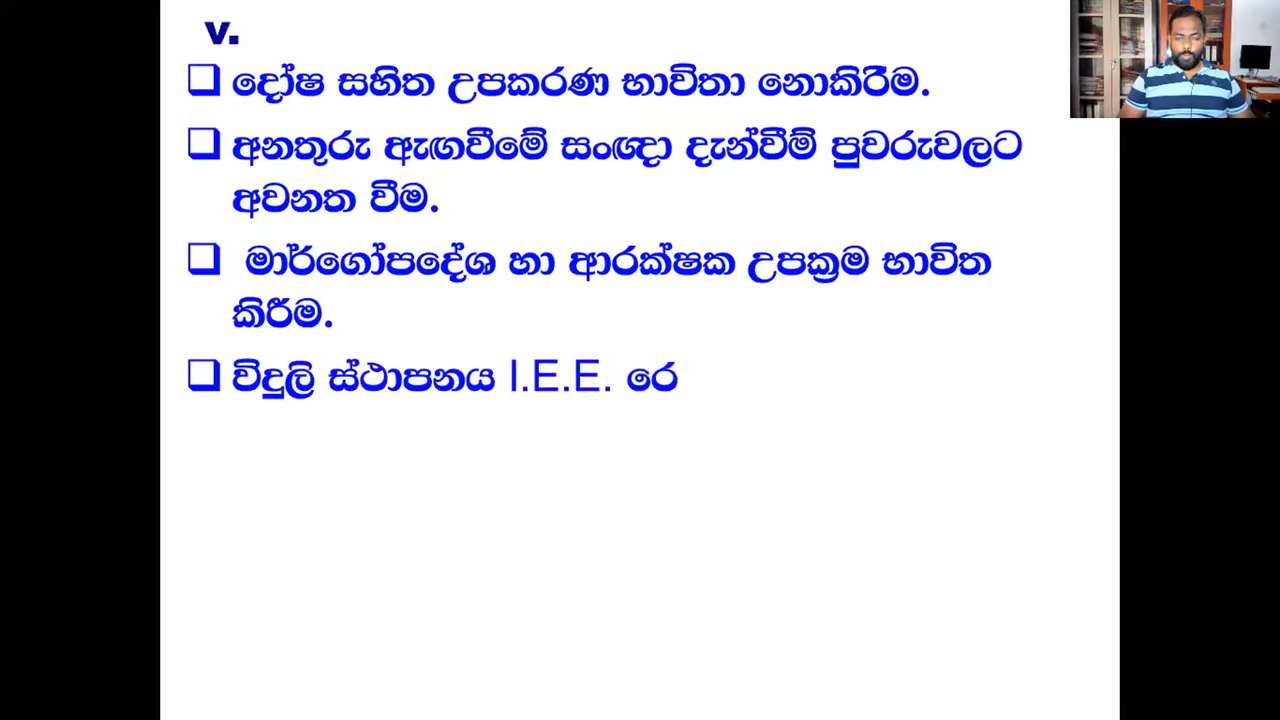 v.
❑ දෝෂ සහිත උපකරණ භාවිතා නොකිරීම.
❑ අනතුරු ඇඟවීමේ සංඥා දැන්වීම් පුවරුවලට
අවනත වීම.
❑ මාර්ගෝපදේශ හා ආරක්ෂක උපක්‍රම භාවිත
කිරීම.
❑ විදුලි ස්ථාපනය I.E.E. රෙ